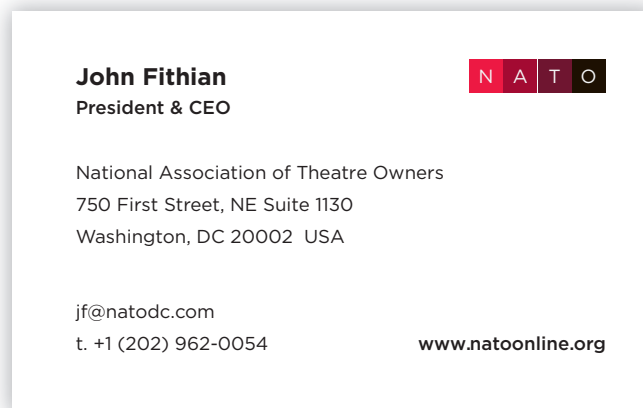 John Fithian
NATO
President & CEO
National Association of Theatre Owners
750 First Street, NE Suite 1130
Washington, DC 20002 USA
jf@natodc.com
t. +1 (202) 962-0054
www.natoonline.org